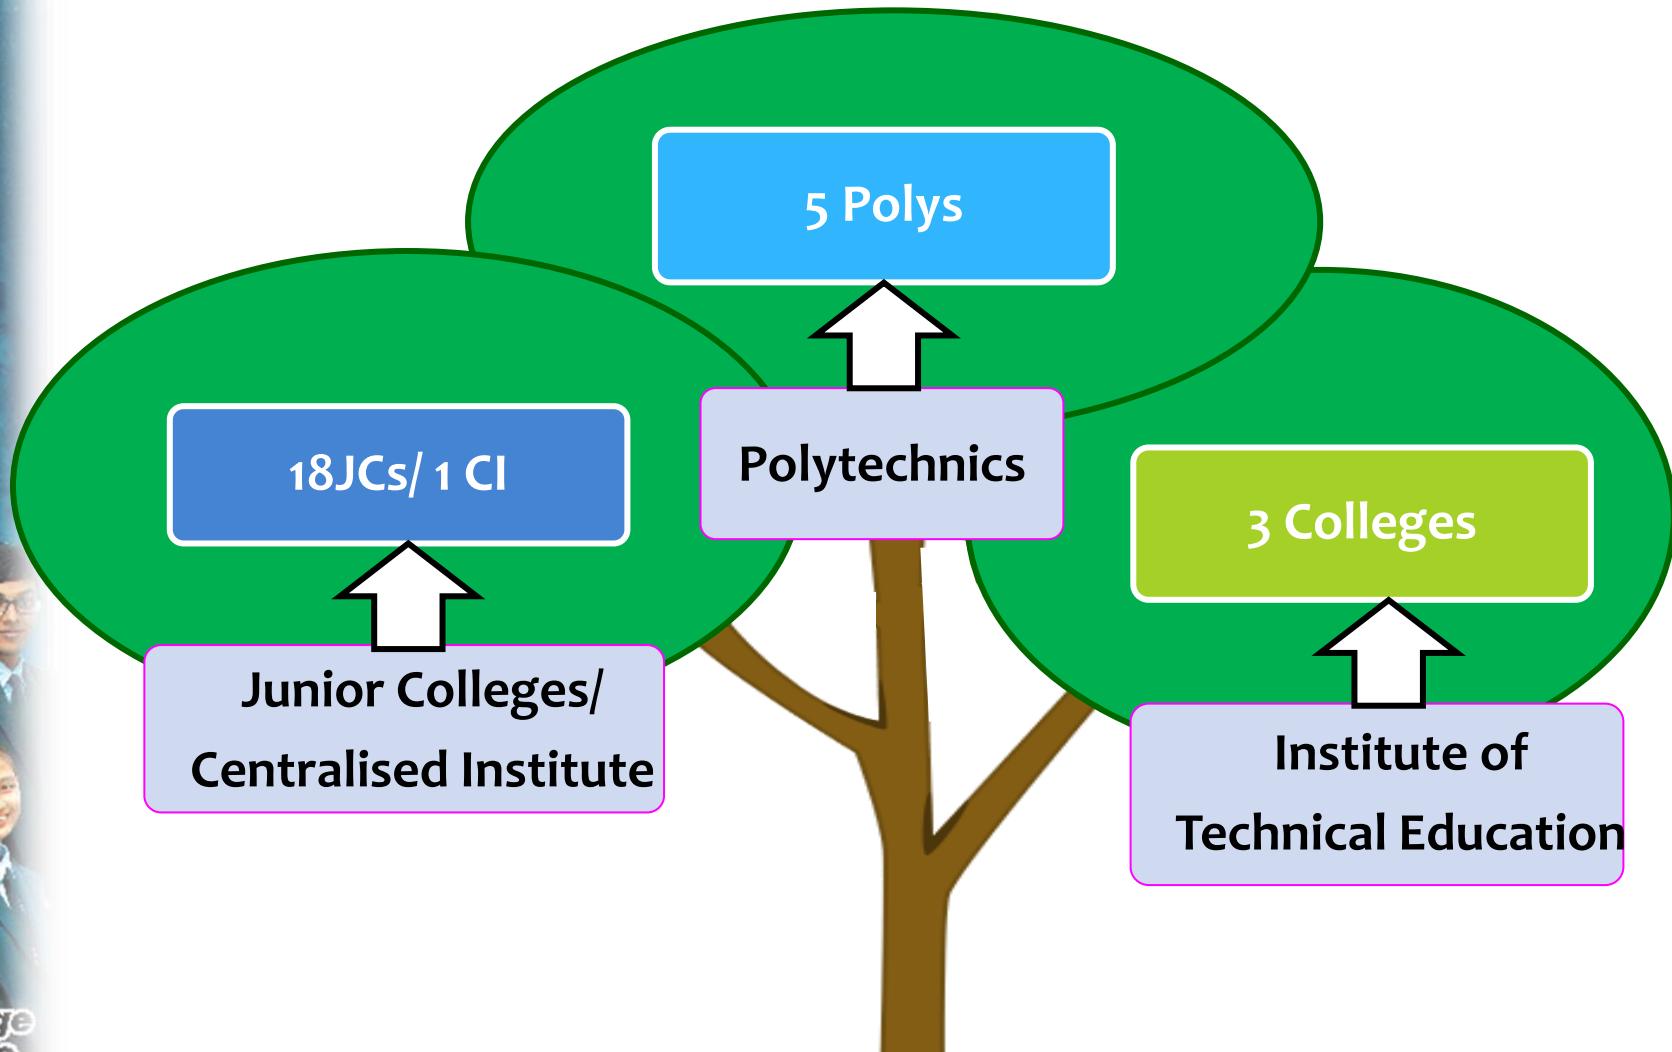 5 Polys
Polytechnics
18JCs/ 1 CI
3 Colleges
Junior Colleges/
Centralised Institute
Institute of
Technical Education